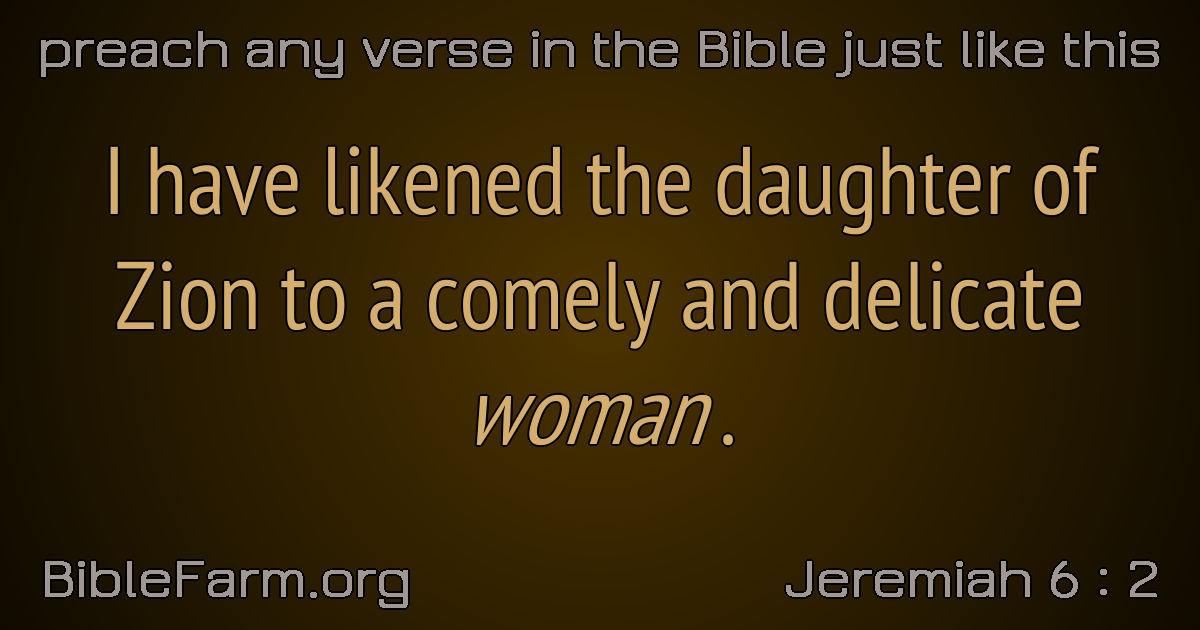 preach any verse in the Bible just like this
I have likened the daughter of
Zion to a comely and delicate
woman .
BibleFarm.org
Jeremiah 6 : 2